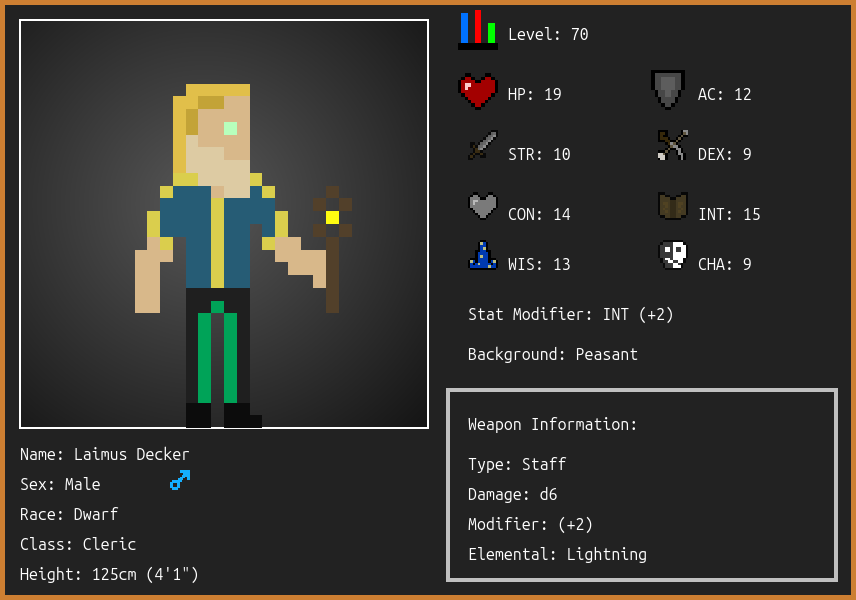 Level: 70
HP: 19
AC: 12
STR: 10
DEX: 9
CON: 14
INT: 15
WIS: 13
CHA: 9
Stat Modifier: INT (+2)
Background: Peasant
Weapon Information:
Type: Staff
Damage: d6
Modifier: (+2)
Elemental: Lightning
Name: Laimus Decker
Sex: Male
Race: Dwarf
Class: Cleric
Height: 125cm (4'1")